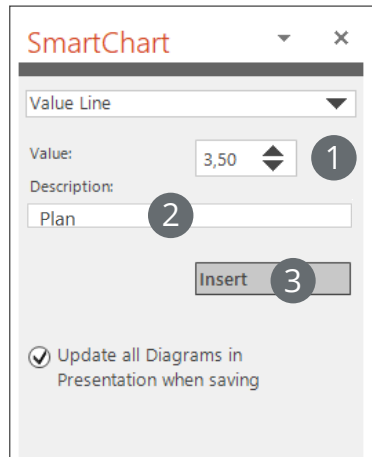 SmartChart
Value Line
Value:
3,50
1
Description:
Plan
2
Insert
3
Update all Diagrams in
Presentation when saving